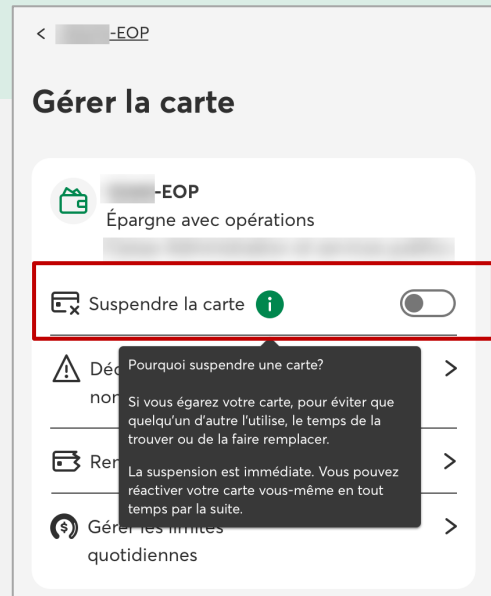 < -EOP
Gérer la carte
-EOP
Épargne avec opérations
Suspendre la carte i
Pourquoi suspendre une carte?
Si vous égarez votre carte, pour éviter que
quelqu'un d'autre l'utilise, le temps de la
trouver ou de la faire remplacer.
La suspension est immédiate. Vous pouvez
réactiver votre carte vous-même en tout
temps par la suite.
Gérer les limites
quotidiennes